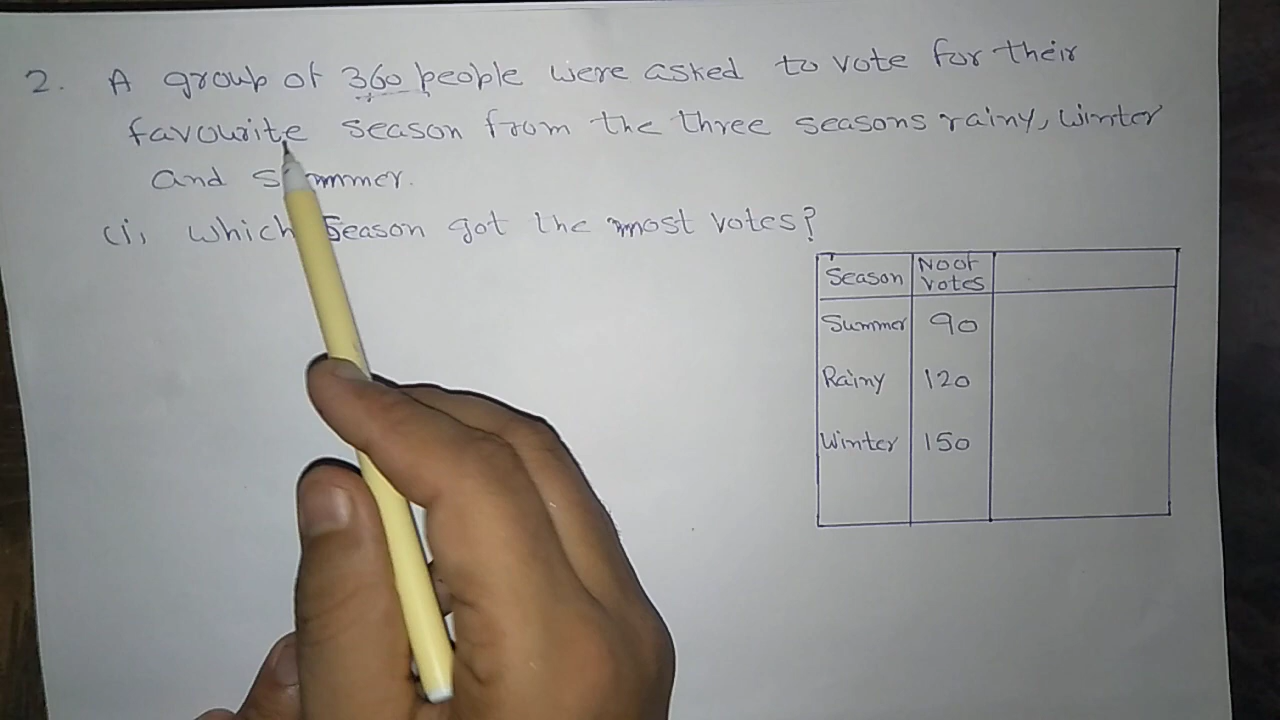 2. A group of 360 people were asked to vote for their
favourite season from the three seasons rainy, winter
and summer.
(i, which season got the most votes?
Season No of votes
Summer 90
Rainy 120
Winter 150